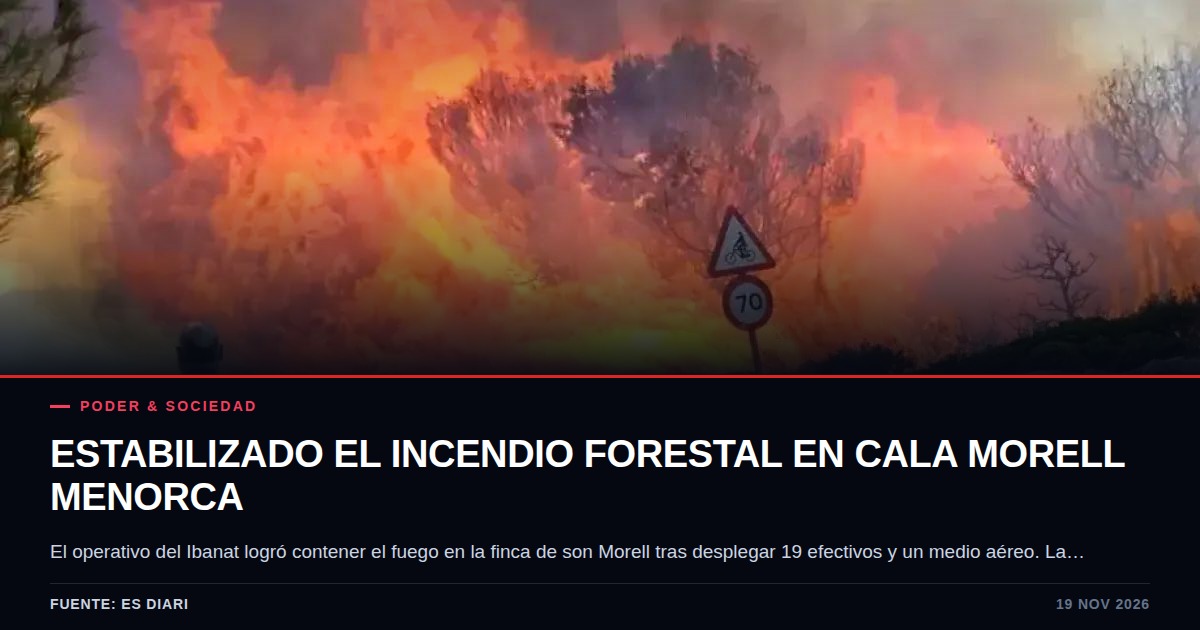 70
PODER & SOCIEDAD
ESTABILIZADO EL INCENDIO FORESTAL EN CALA MORELL
MENORCA
El operativo del Ibanat logró contener el fuego en la finca de son Morell tras desplegar 19 efectivos y un medio aéreo. La…
FUENTE: ES DIARI
19 NOV 2026